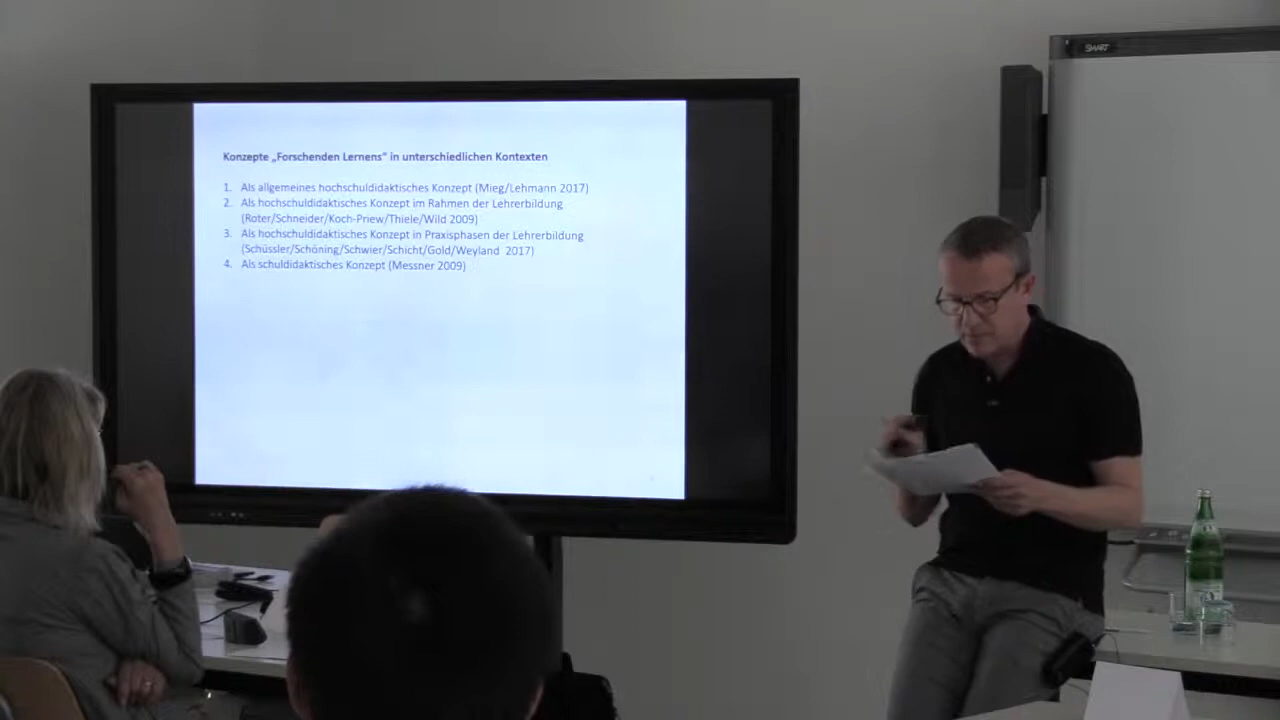 SMART
Konzepte „Forschenden Lernens“ in unterschiedlichen Kontexten
1. Als allgemeines hochschuldidaktisches Konzept (Mieg/Lehmann 2017)
2. Als hochschuldidaktisches Konzept im Rahmen der Lehrerbildung
(Roter/Schneider/Koch-Priew/Thiele/Wild 2009)
3. Als hochschuldidaktisches Konzept in Praxisphasen der Lehrerbildung
(Schüssler/Schöning/Schwier/Schicht/Gold/Weyland 2017)
4. Als schuldidaktisches Konzept (Messner 2009)